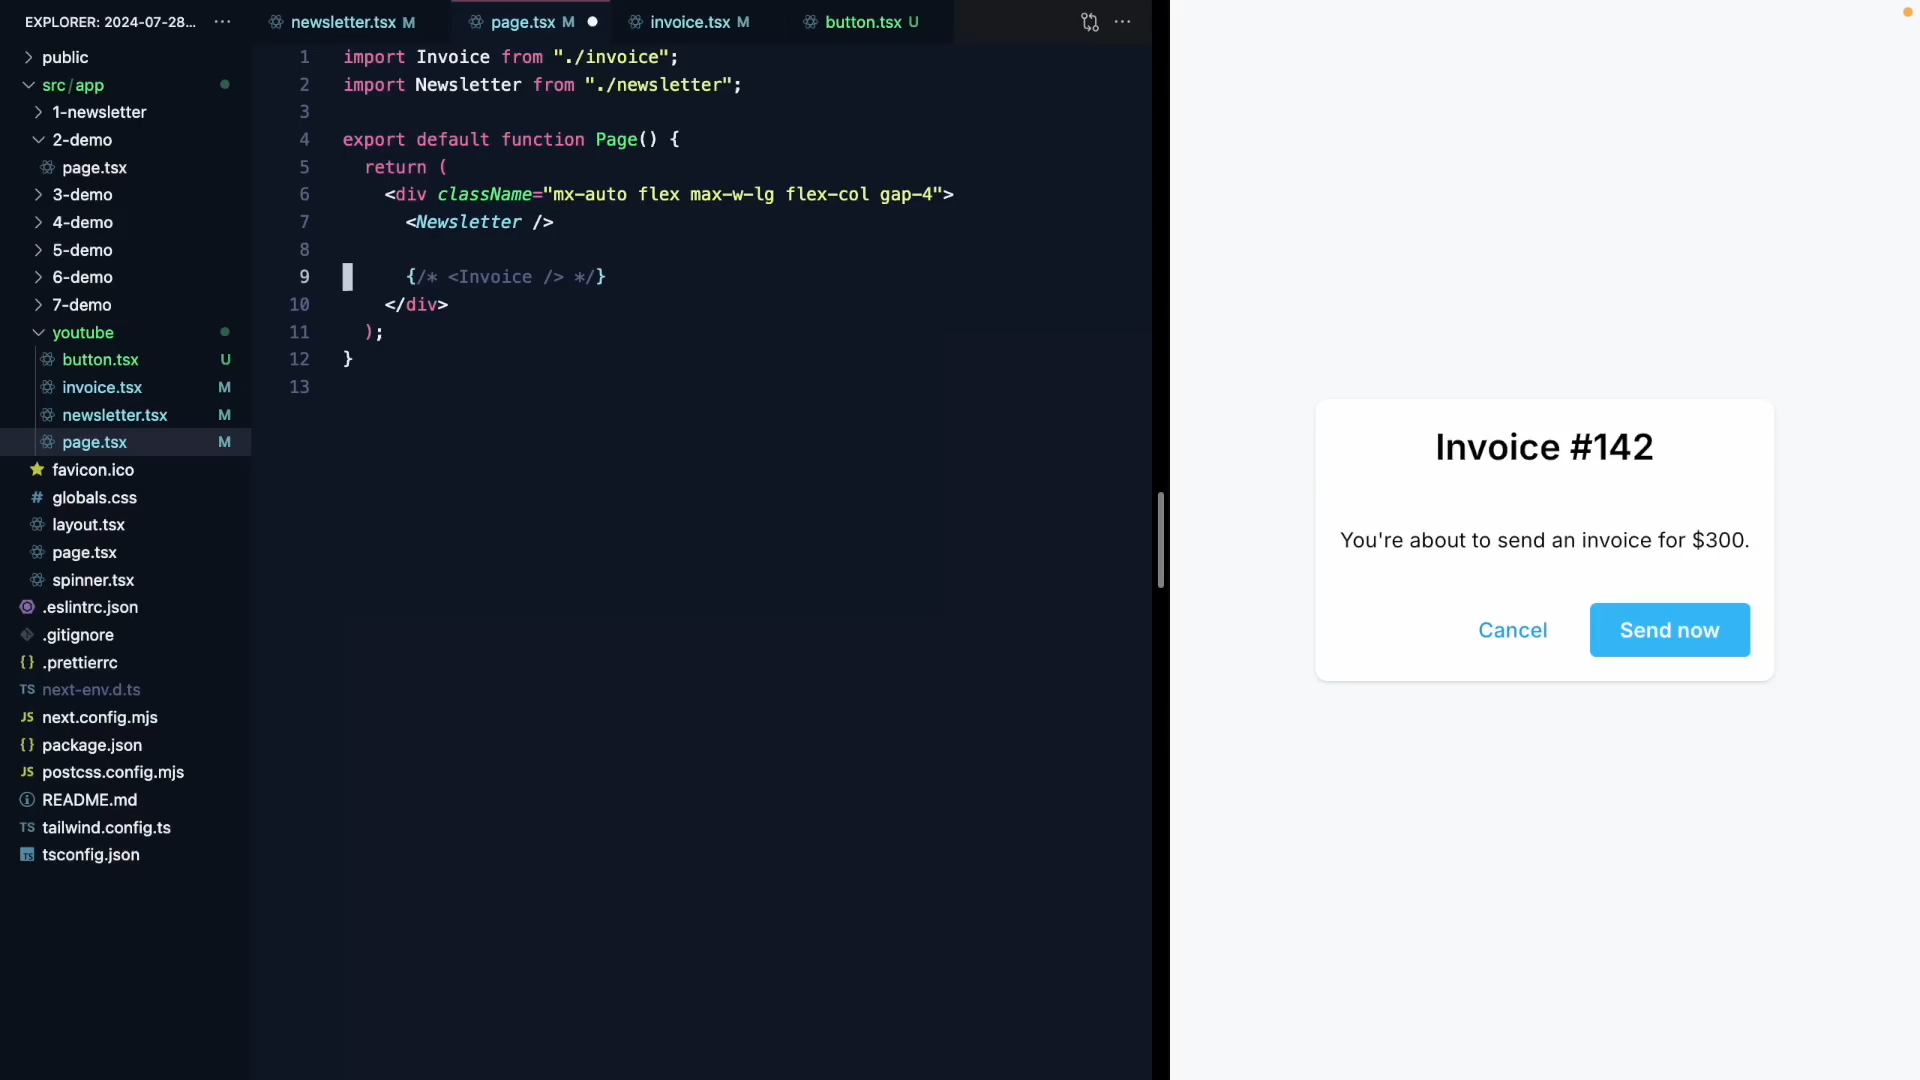 EXPLORER: 2024-07-28... ...
public
src/app
1-newsletter
2-demo
page.tsx
3-demo
4-demo
5-demo
6-demo
7-demo
youtube
button.tsx U
invoice.tsx M
newsletter.tsx M
page.tsx M
favicon.ico
# globals.css
layout.tsx
page.tsx
spinner.tsx
.eslintrc.json
.gitignore
{} .prettierrc
TS next-env.d.ts
JS next.config.mjs
{} package.json
JS postcss.config.mjs
README.md
TS tailwind.config.ts
TS tsconfig.json
newsletter.tsx M page.tsx M invoice.tsx M button.tsx U
1 import Invoice from "./invoice";
2 import Newsletter from "./newsletter";
3
4 export default function Page() {
5 return (
6 <div className="mx-auto flex max-w-lg flex-col gap-4">
7 <Newsletter />
8
9 {/* <Invoice /> */}
10 </div>
11 );
12 }
13
Invoice #142
You're about to send an invoice for $300.
Cancel Send now